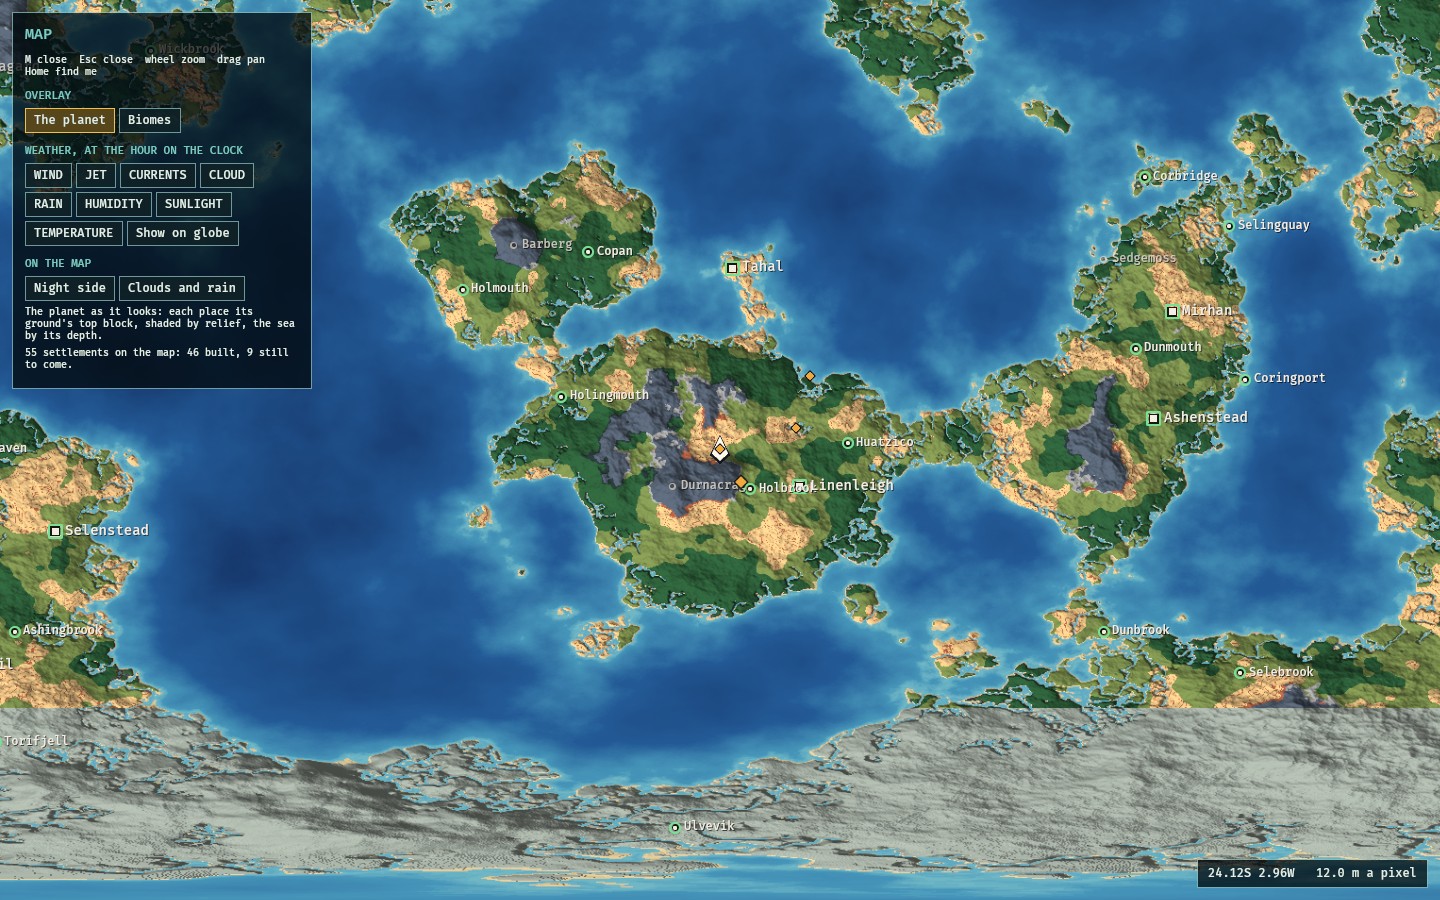 MAP
M close  Esc close  wheel zoom  drag pan
Home find me
OVERLAY
The planet
Biomes
WEATHER, AT THE HOUR ON THE CLOCK
WIND
JET
CURRENTS
CLOUD
RAIN
HUMIDITY
SUNLIGHT
TEMPERATURE
Show on globe
ON THE MAP
Night side
Clouds and rain
The planet as it looks: each place its
ground's top block, shaded by relief, the sea
by its depth.
55 settlements on the map: 46 built, 9 still
to come.
Wickbrook
Corbridge
Selingquay
Barberg
Copan
Sedgemoss
Tahal
Holmouth
Mirhan
Dunmouth
Coringport
Holingmouth
Ashenstead
Huatzico
Linenleigh
Selenstead
Ashingbrook
Dunbrook
Selebrook
Torifjell
Ulvevik
24.12S 2.96W   12.0 m a pixel